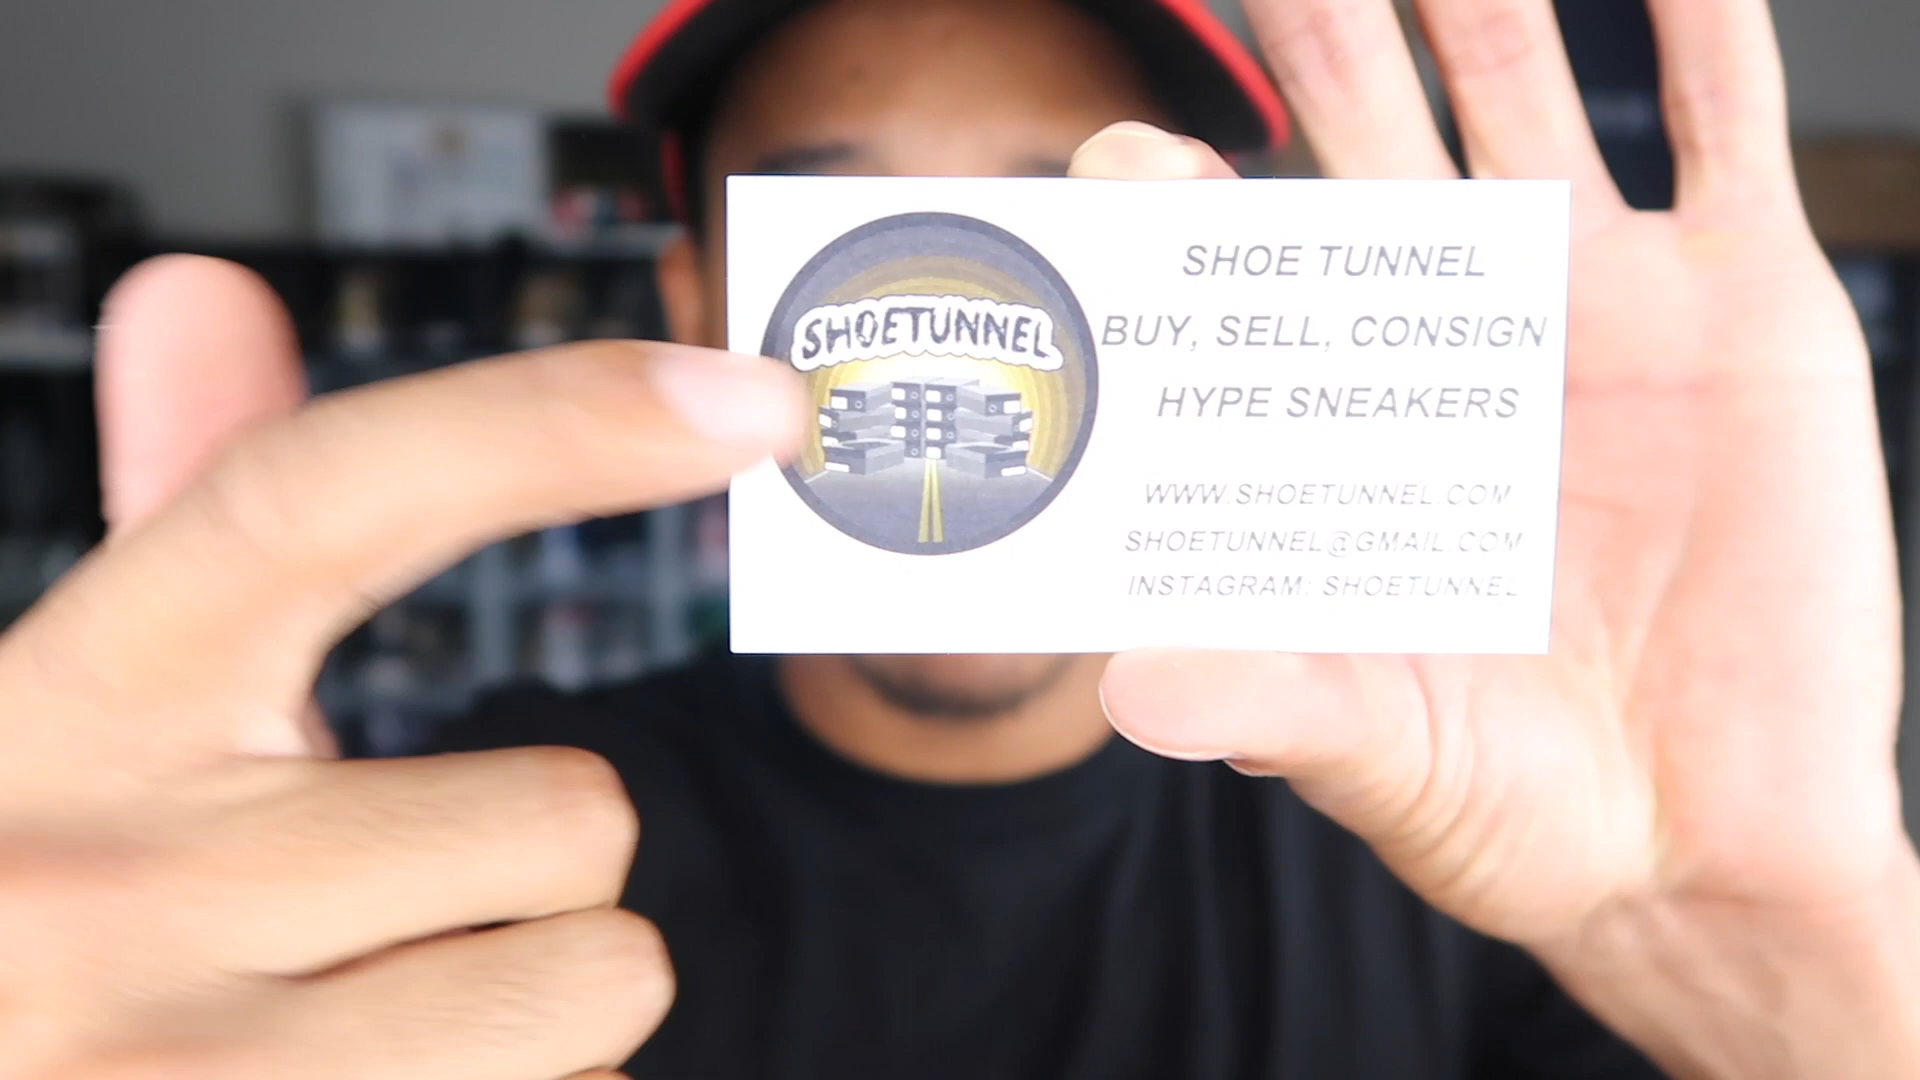 SHOETUNNEL
SHOE TUNNEL
BUY, SELL, CONSIGN
HYPE SNEAKERS
WWW.SHOETUNNEL.COM
SHOETUNNEL@GMAIL.COM
INSTAGRAM: SHOETUNNEL